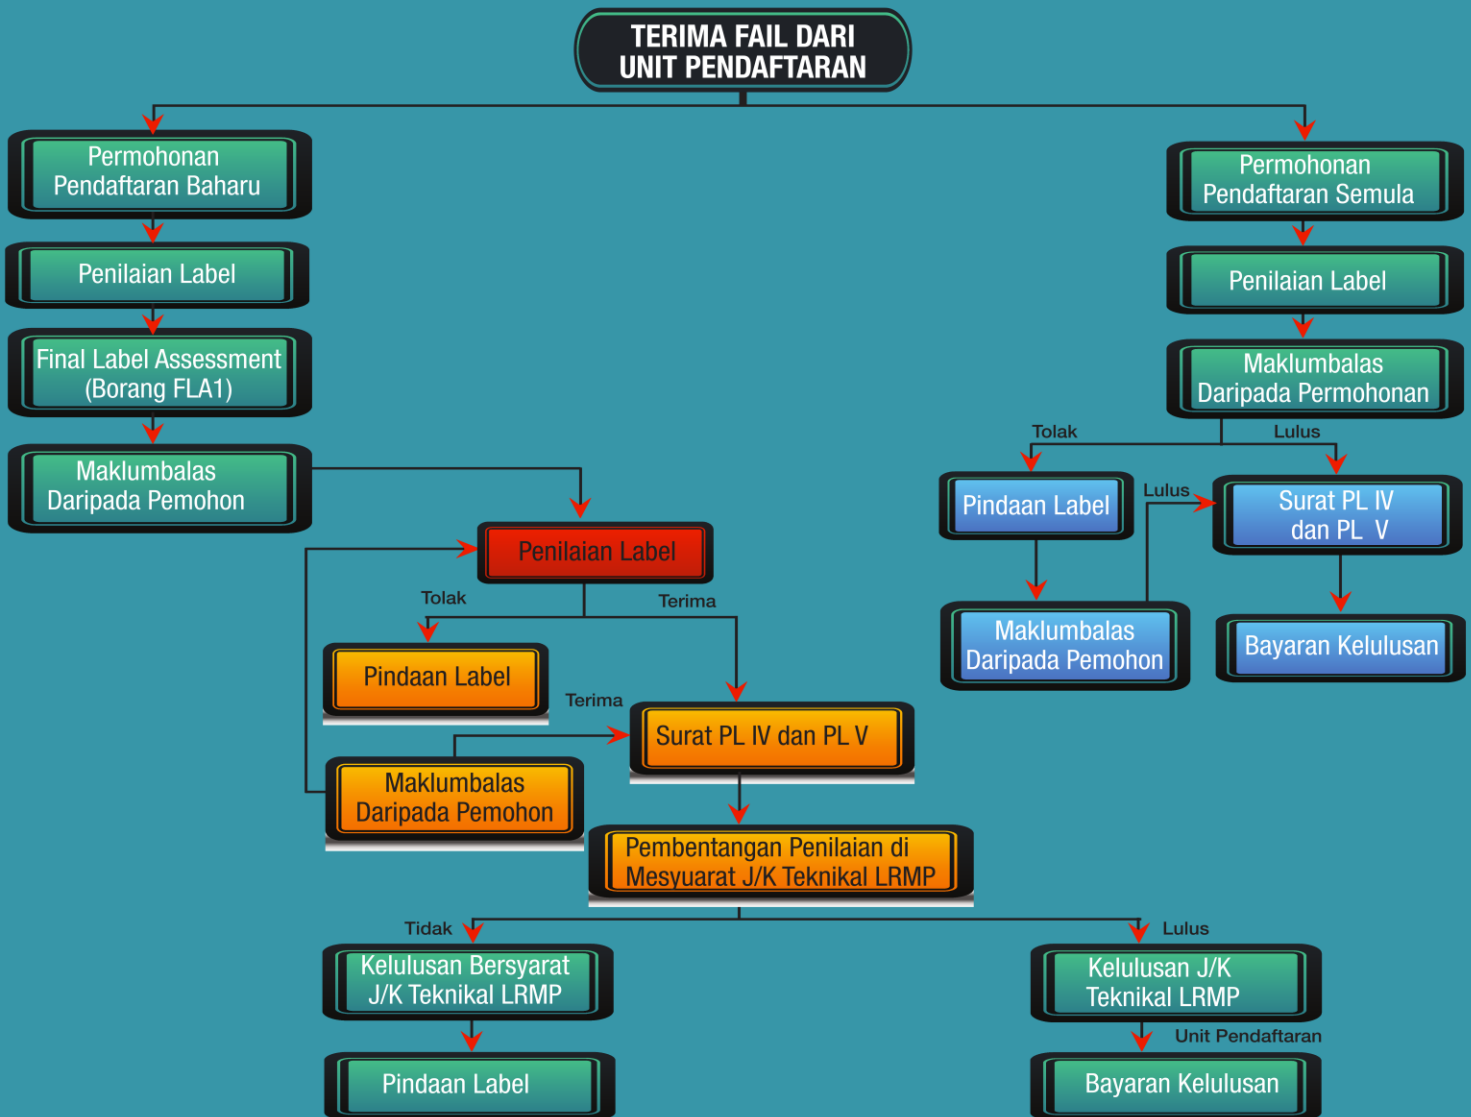 TERIMA FAIL DARI
UNIT PENDAFTARAN
Permohonan
Pendaftaran Baharu
Penilaian Label
Final Label Assessment
(Borang FLA1)
Maklumbalas
Daripada Pemohon
Permohonan
Pendaftaran Semula
Penilaian Label
Maklumbalas
Daripada Permohonan
Tolak
Lulus
Pindaan Label
Lulus
Surat PL IV
dan PL V
Maklumbalas
Daripada Pemohon
Bayaran Kelulusan
Penilaian Label
Tolak
Terima
Pindaan Label
Terima
Surat PL IV dan PL V
Maklumbalas
Daripada Pemohon
Pembentangan Penilaian di
Mesyuarat J/K Teknikal LRMP
Tidak
Lulus
Kelulusan Bersyarat
J/K Teknikal LRMP
Pindaan Label
Kelulusan J/K
Teknikal LRMP
Unit Pendaftaran
Bayaran Kelulusan